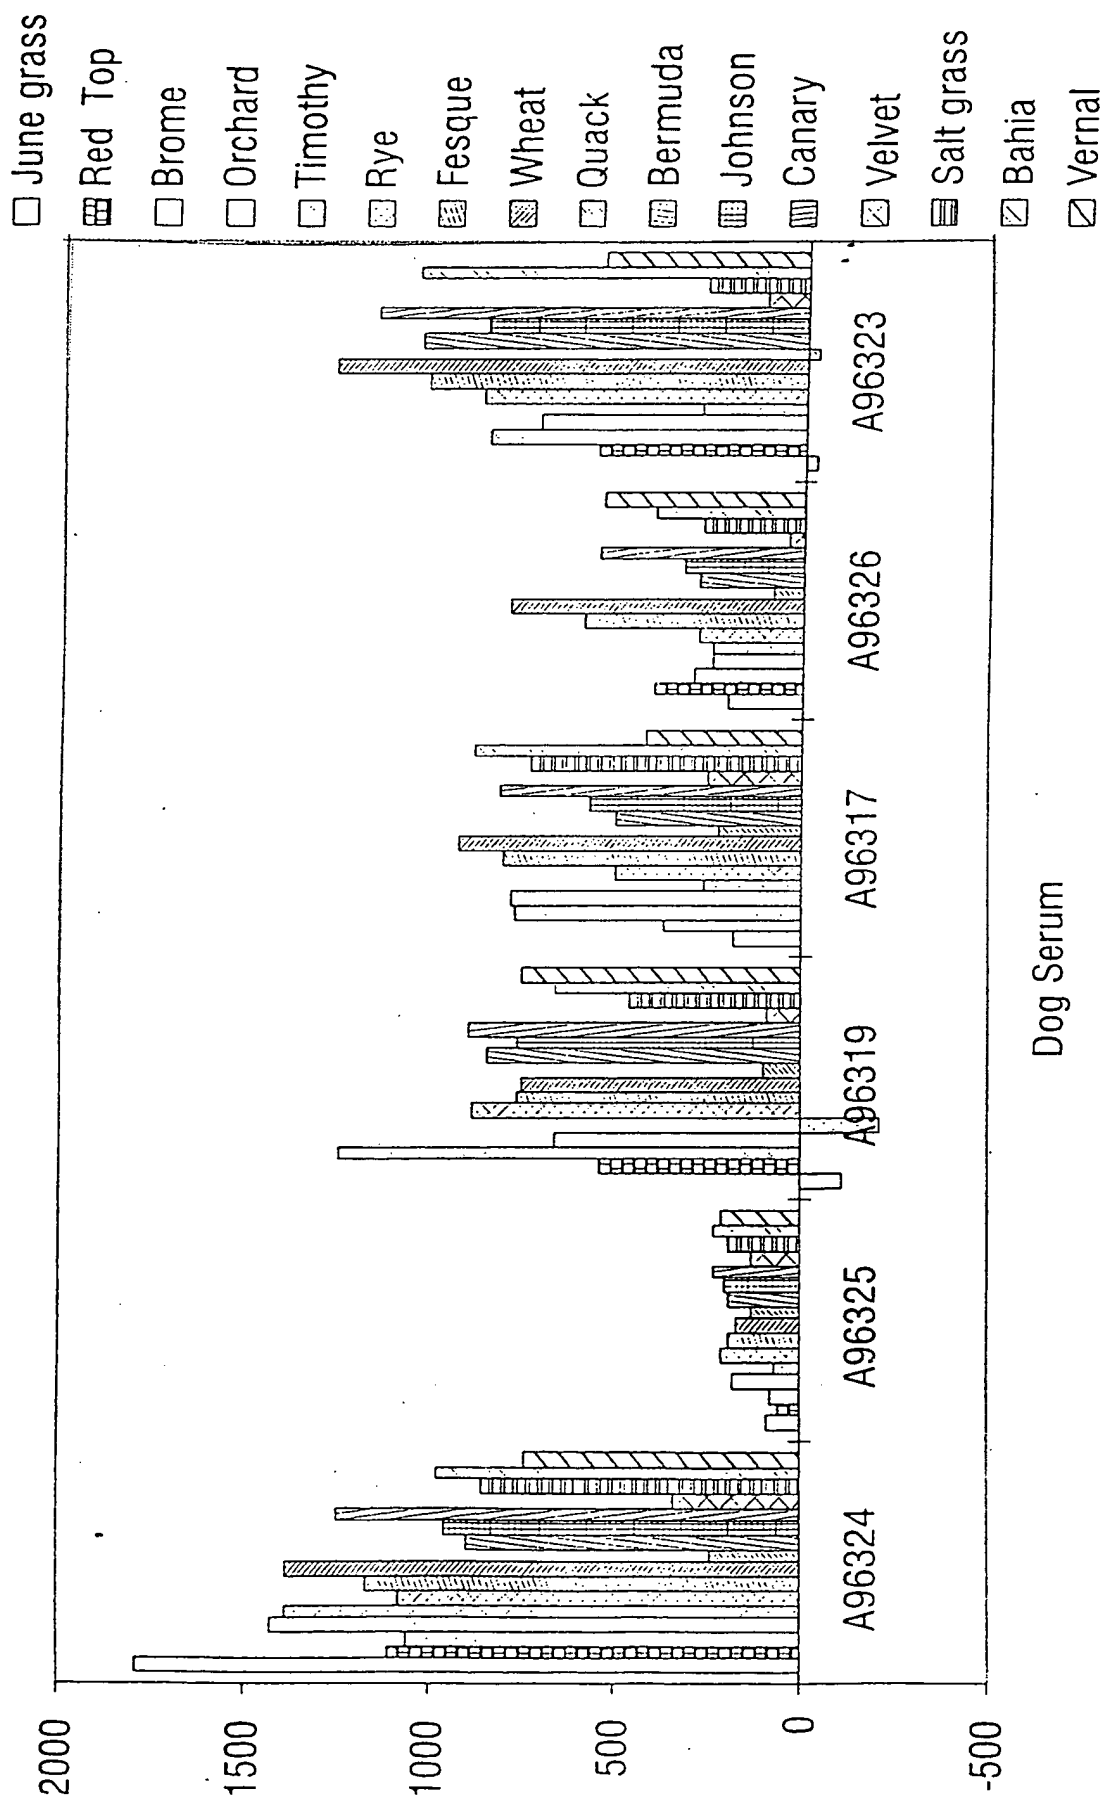 June grass
Red Top
Brome
Orchard
Timothy
Rye
Fesque
Wheat
Quack
Bermuda
Johnson
Canary
Velvet
Salt grass
Bahia
Vernal
2000
1500
1000
500
0
-500
A96324
A96325
A96319
A96317
A96326
A96323
Dog Serum